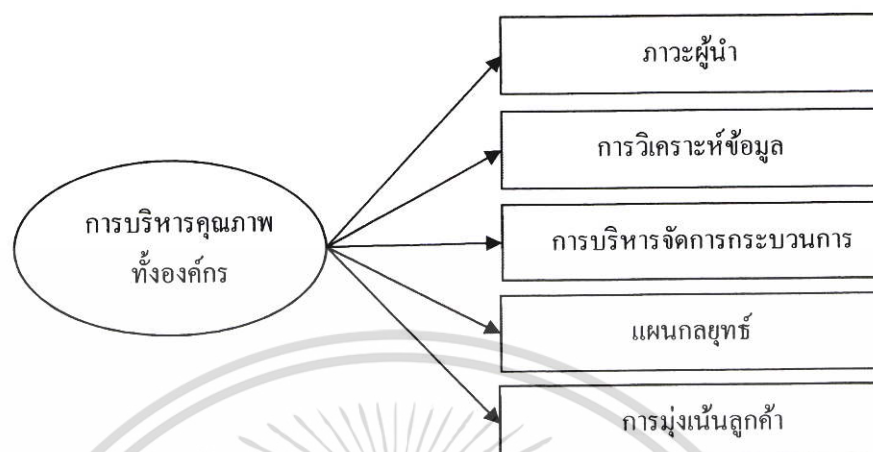 ภาวะผู้นำ
การวิเคราะห์ข้อมูล
การบริหารคุณภาพ
ทั้งองค์กร
การบริหารจัดการกระบวนการ
แผนกลยุทธ์
การมุ่งเน้นลูกค้า